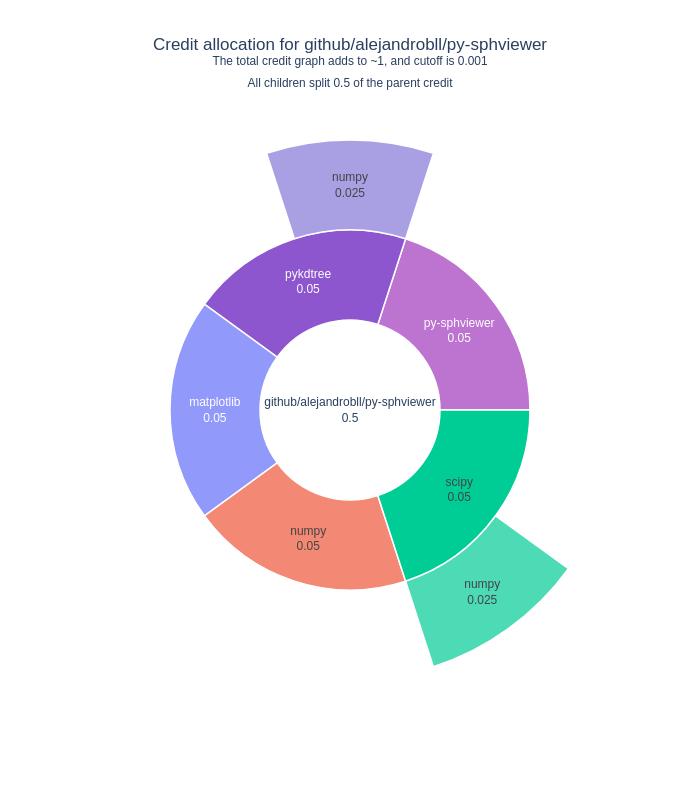 Credit allocation for github/alejandrobll/py-sphviewer
The total credit graph adds to ~1, and cutoff is 0.001
All children split 0.5 of the parent credit
numpy
0.025
pykdtree
0.05
py-sphviewer
0.05
matplotlib
0.05
github/alejandrobll/py-sphviewer
0.5
scipy
0.05
numpy
0.05
numpy
0.025